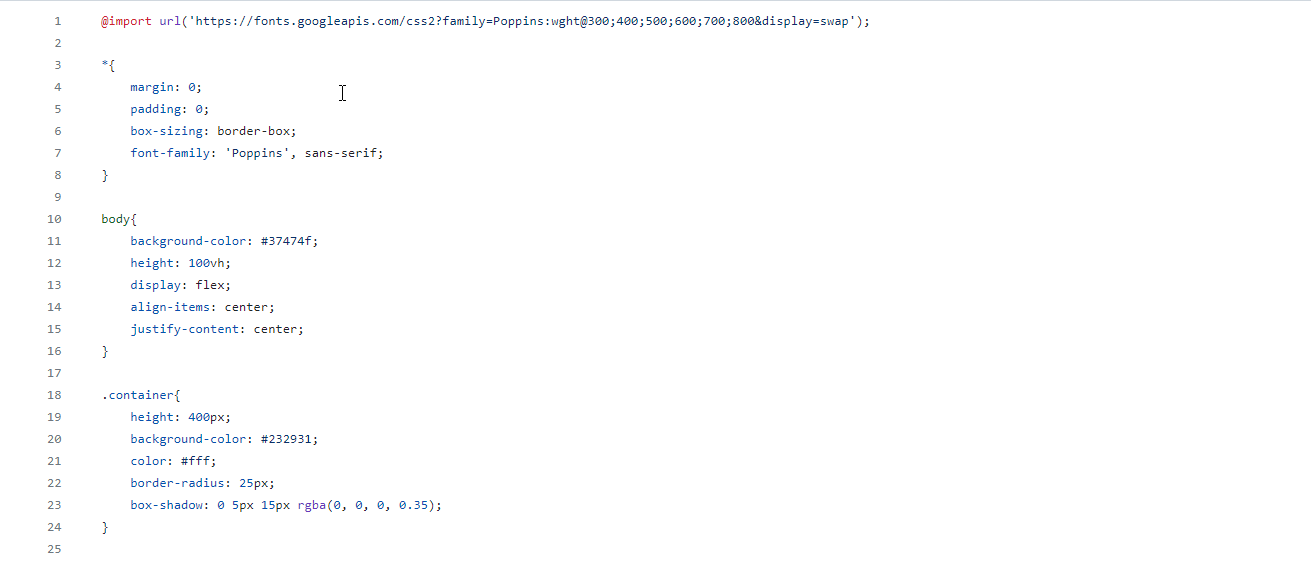 1 @import url('https://fonts.googleapis.com/css2?family=Poppins:wght@300;400;500;600;700;800&display=swap');
2
3 *{
4     margin: 0;
5     padding: 0;
6     box-sizing: border-box;
7     font-family: 'Poppins', sans-serif;
8 }
9
10 body{
11     background-color: #37474f;
12     height: 100vh;
13     display: flex;
14     align-items: center;
15     justify-content: center;
16 }
17
18 .container{
19     height: 400px;
20     background-color: #232931;
21     color: #fff;
22     border-radius: 25px;
23     box-shadow: 0 5px 15px rgba(0, 0, 0, 0.35);
24 }
25